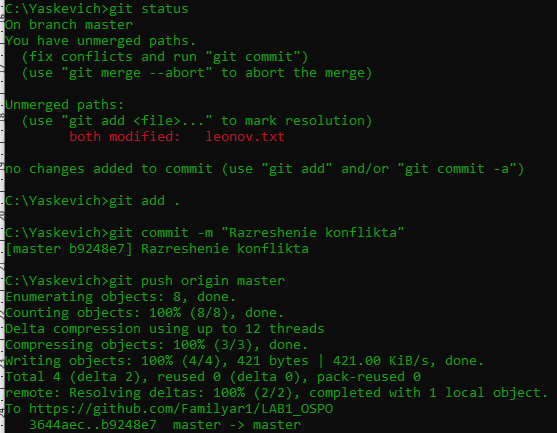 C:\Yaskevich>git status
On branch master
You have unmerged paths.
  (fix conflicts and run "git commit")
  (use "git merge --abort" to abort the merge)

Unmerged paths:
  (use "git add <file>..." to mark resolution)
        both modified:   leonov.txt

no changes added to commit (use "git add" and/or "git commit -a")

C:\Yaskevich>git add .

C:\Yaskevich>git commit -m "Razreshenie konflikta"
[master b9248e7] Razreshenie konflikta

C:\Yaskevich>git push origin master
Enumerating objects: 8, done.
Counting objects: 100% (8/8), done.
Delta compression using up to 12 threads
Compressing objects: 100% (3/3), done.
Writing objects: 100% (4/4), 421 bytes | 421.00 KiB/s, done.
Total 4 (delta 2), reused 0 (delta 0), pack-reused 0
remote: Resolving deltas: 100% (2/2), completed with 1 local object.
To https://github.com/Familyar1/LAB1_OSPO
   3644aec..b9248e7  master -> master